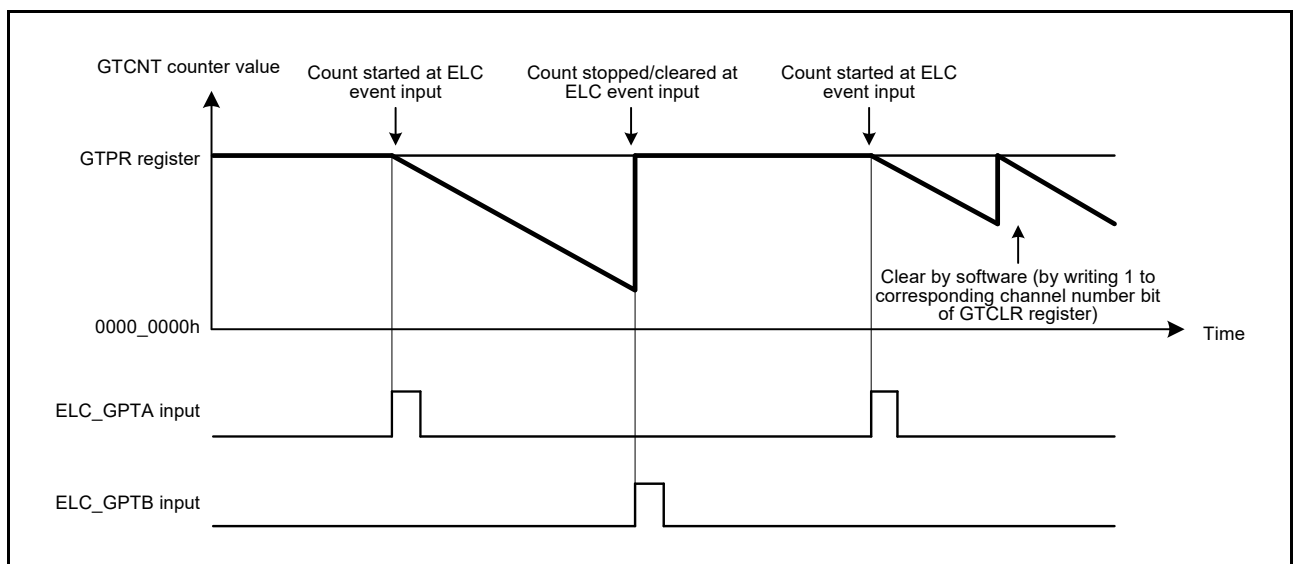 GTCNT counter value
Count started at ELC
event input
Count stopped/cleared at
ELC event input
Count started at ELC
event input
GTPR register
Clear by software (by writing 1 to
corresponding channel number bit
of GTCLR register)
0000_0000h
Time
ELC_GPTA input
ELC_GPTB input